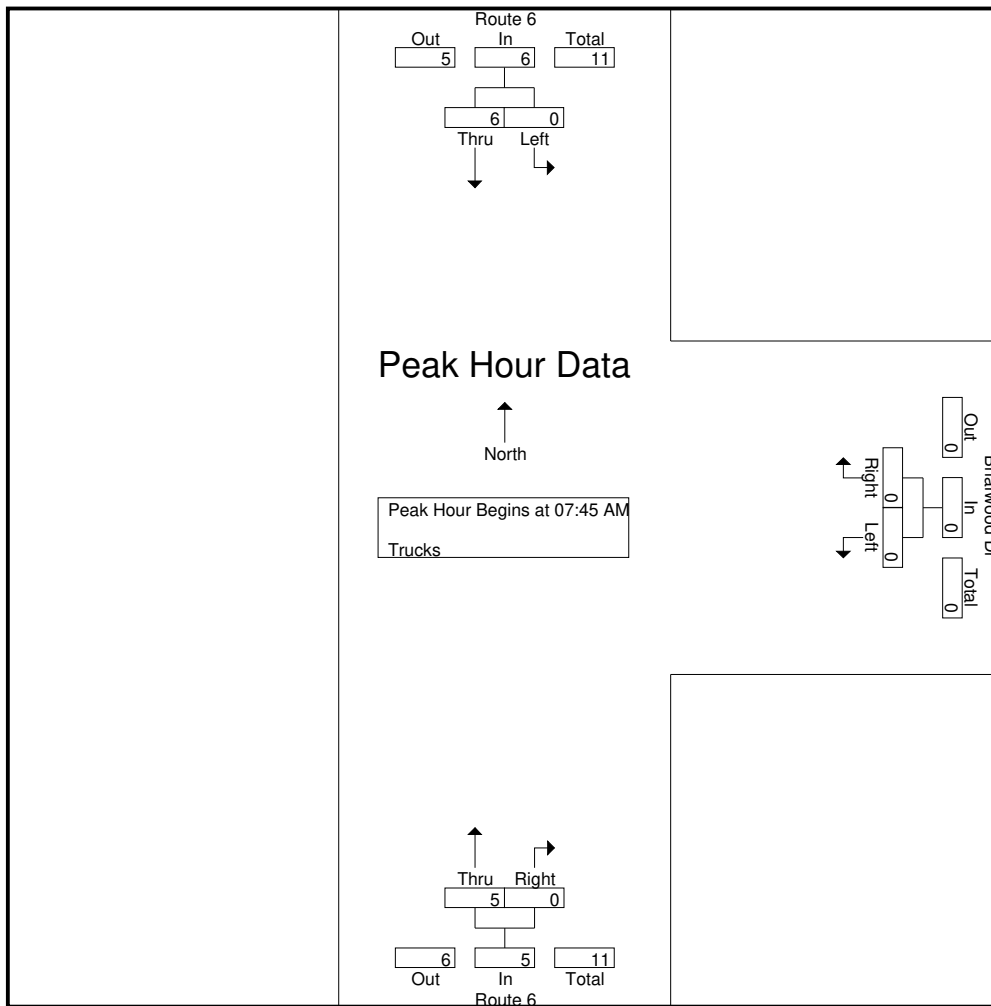 Route 6
Out In Total
5 6 11
6 0
Thru Left
Peak Hour Data
North
Peak Hour Begins at 07:45 AM
Trucks
Out In Total
0 0 0
Right Left
0 0
Thru Right
5 0
6 5 11
Out In Total
Route 6